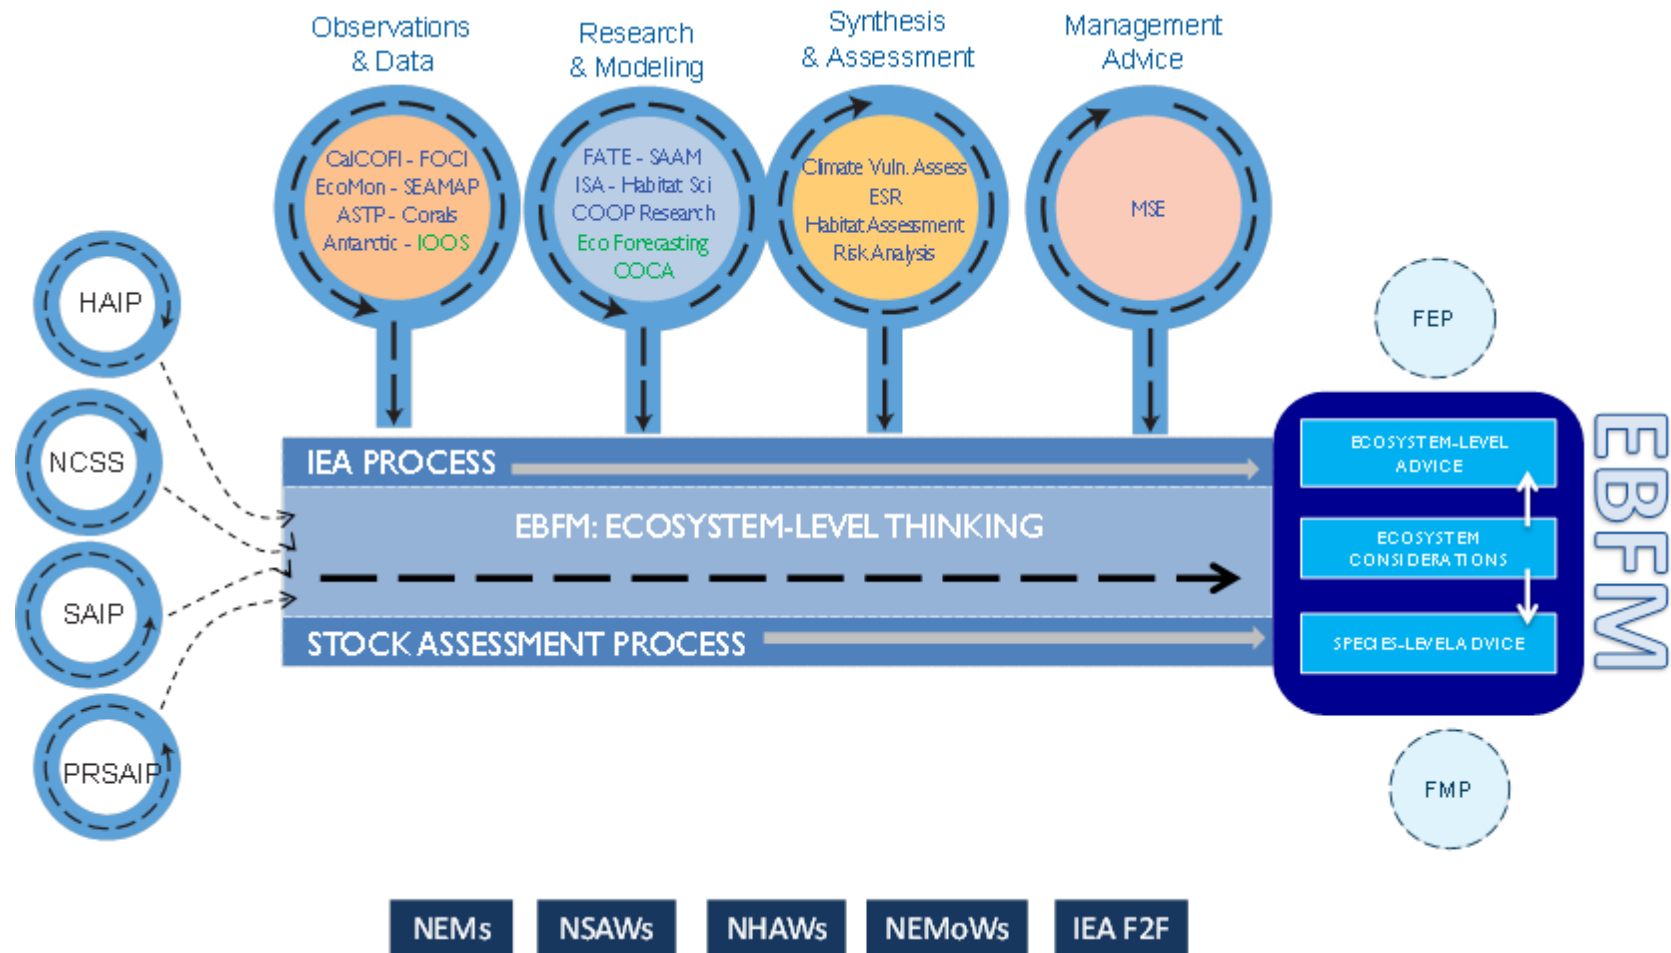 Observations
& Data
Research
& Modeling
Synthesis
& Assessment
Management
Advice
CalCOFI - FOCI
EcoMon - SEAMAP
ASTP - Corals
Antarctic - IOOS
FATE - SAAM
ISA - Habitat Sci
COOP Research
Eco Forecasting
COCA
Climate Vuln. Assess
ESR
Habitat Assessment
Risk Analysis
MSE
HAIP
NCSS
SAIP
PRSAIP
IEA PROCESS
EBFM: ECOSYSTEM-LEVEL THINKING
STOCK ASSESSMENT PROCESS
FEP
ECOSYSTEM-LEVEL
ADVICE
ECOSYSTEM
CONSIDERATIONS
SPECIES-LEVEL ADVICE
EBFM
FMP
NEMs
NSAWs
NHAWs
NEMoWs
IEA F2F